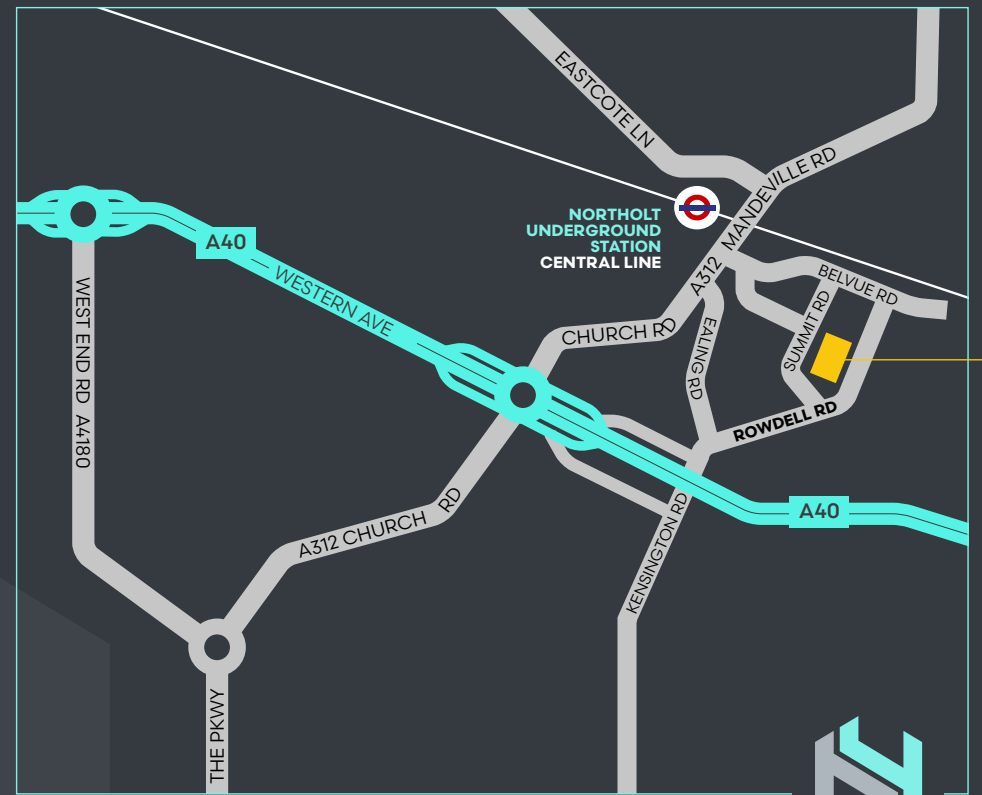 EASTCOTE LN
A312 MANDEVILLE RD
NORTHOLT
UNDERGROUND
STATION
CENTRAL LINE
A40
WESTERN AVE
BELVUE RD
SUMMIT RD
CHURCH RD
EALING RD
WEST END RD A4180
ROWDELL RD
A312 CHURCH RD
A40
KENSINGTON RD
THE PKWY